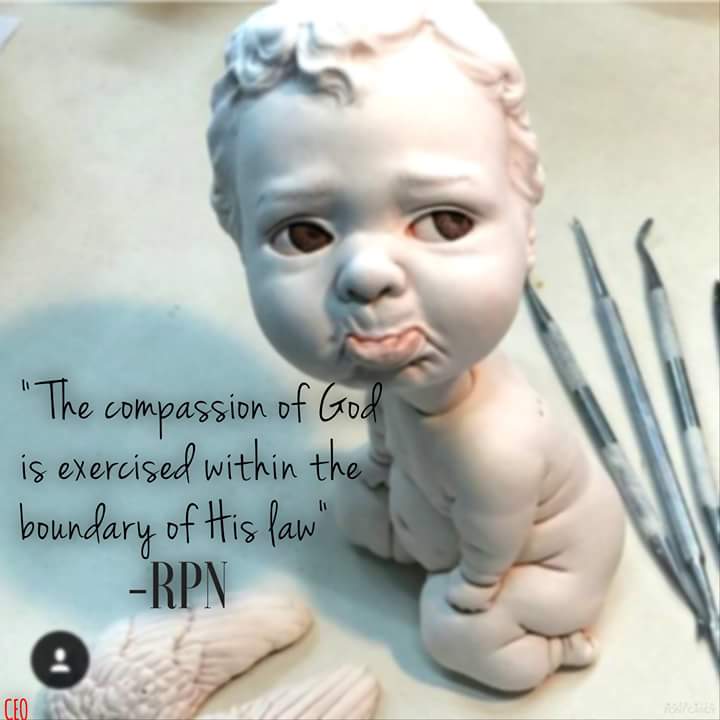 "The compassion of God
is exercised within the
boundary of His law"
-RPN
CEO